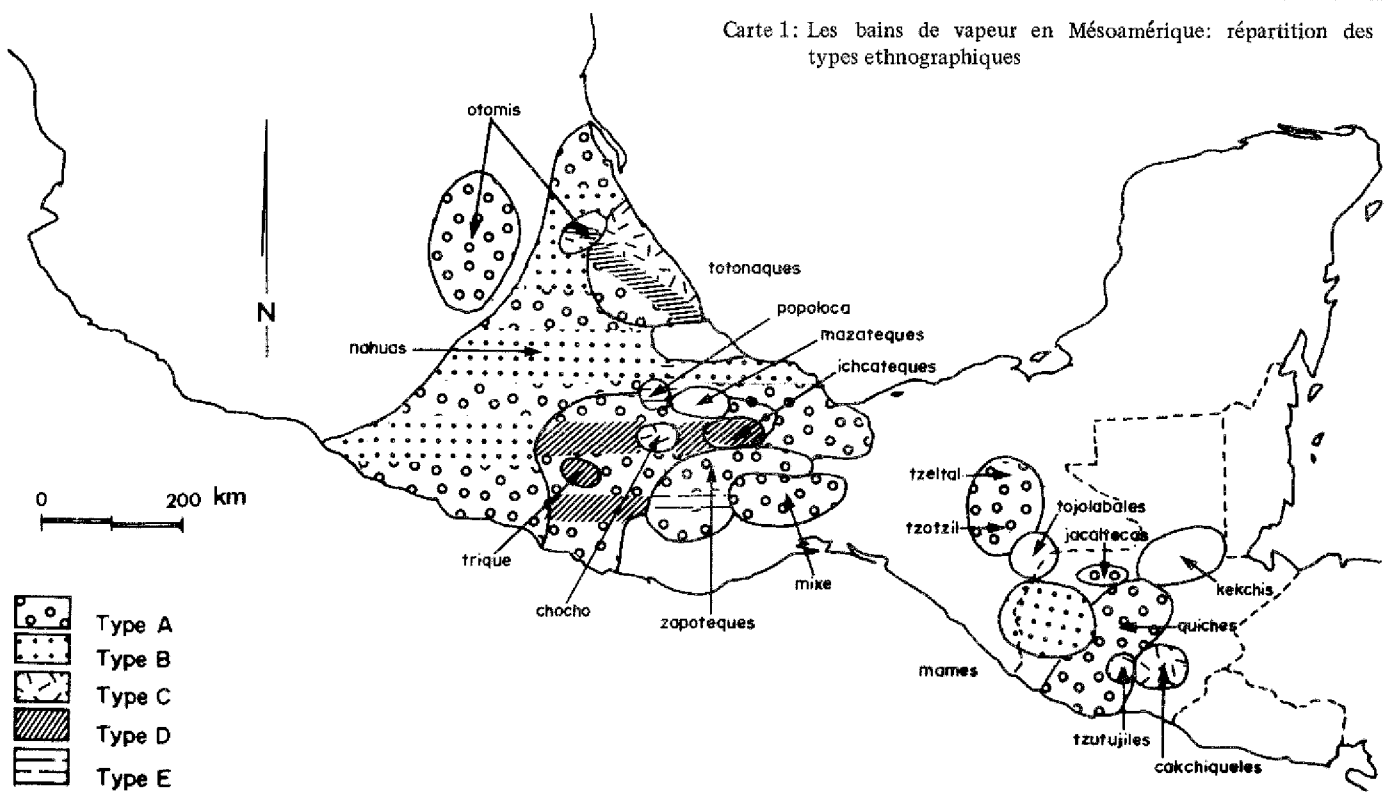 Carte 1: Les bains de vapeur en Mésoamérique: répartition des
types ethnographiques
otomis
totonaques
N
popoloca
mazateques
nahuas
ichcateques
tzeltal
0 200 km
tojolabales
tzotzil
jacaltecas
trique
mixe
kekchis
chocho
zapoteques
quiches
Type A
Type B
mames
Type C
Type D
tzutujiles
cakchiqueles
Type E